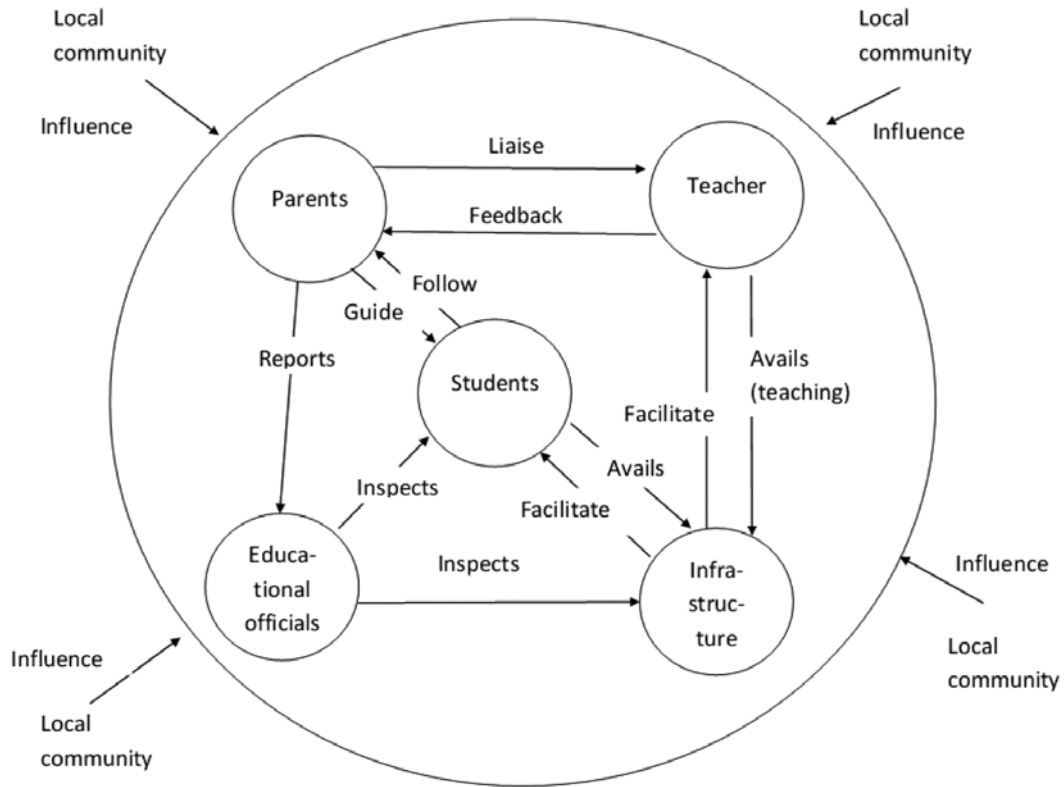 Local
community
Local
community
Influence
Influence
Liaise
Parents
Teacher
Feedback
Follow
Guide
Reports
Students
Avails
(teaching)
Facilitate
Avails
Inspects
Facilitate
Educa-
tional
officials
Inspects
Infra-
struc-
ture
Influence
Local
community
Influence
Local
community